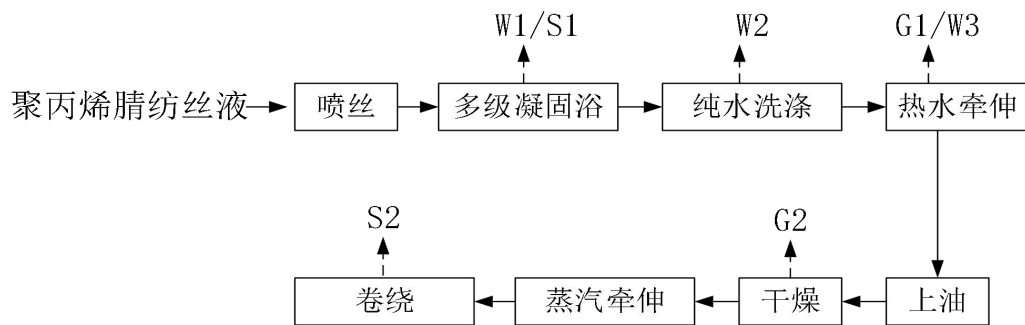 W1/S1
W2
G1/W3
聚丙烯腈纺丝液
喷丝
多级凝固浴
纯水洗涤
热水牵伸
S2
G2
卷绕
蒸汽牵伸
干燥
上油